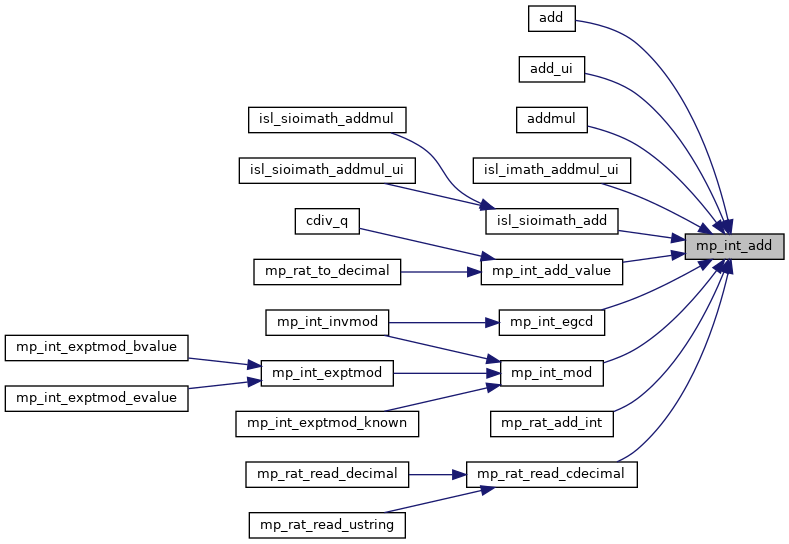 add
add_ui
isl_sioimath_addmul
addmul
isl_sioimath_addmul_ui
isl_imath_addmul_ui
cdiv_q
isl_sioimath_add
mp_int_add
mp_rat_to_decimal
mp_int_add_value
mp_int_invmod
mp_int_egcd
mp_int_exptmod_bvalue
mp_int_exptmod
mp_int_mod
mp_int_exptmod_evalue
mp_int_exptmod_known
mp_rat_add_int
mp_rat_read_decimal
mp_rat_read_cdecimal
mp_rat_read_ustring